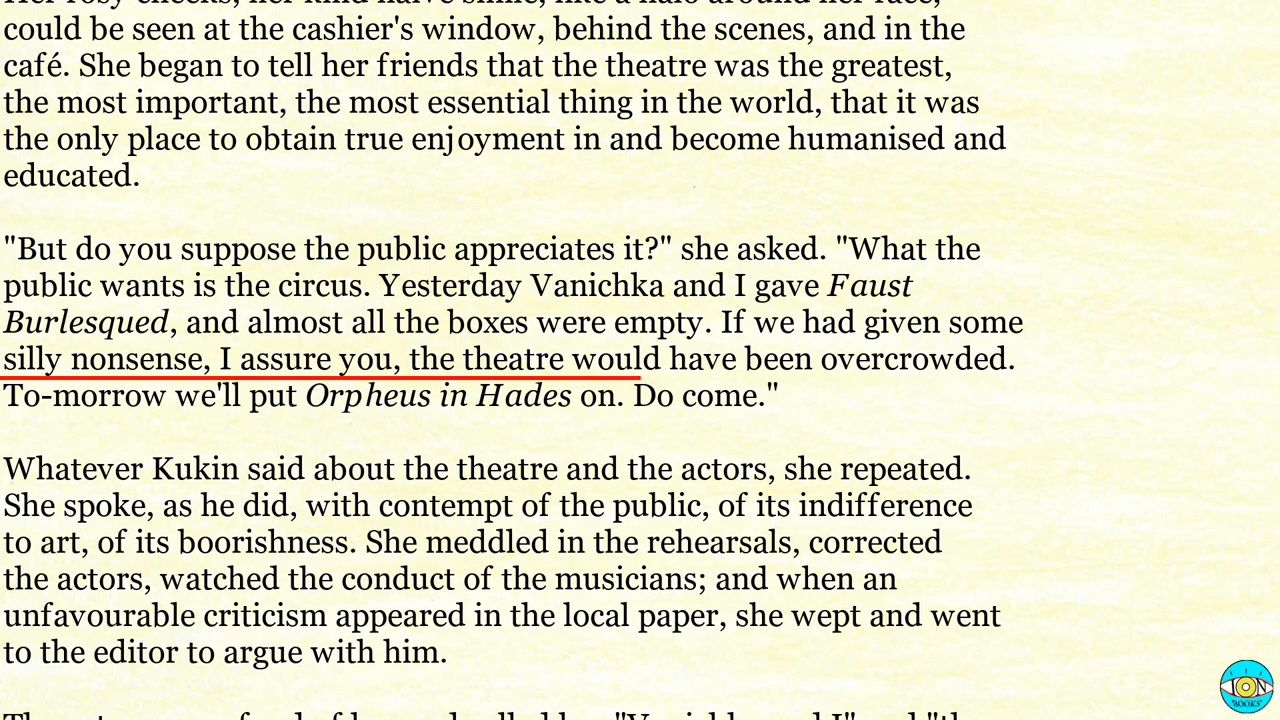 could be seen at the cashier's window, behind the scenes, and in the
café. She began to tell her friends that the theatre was the greatest,
the most important, the most essential thing in the world, that it was
the only place to obtain true enjoyment in and become humanised and
educated.
"But do you suppose the public appreciates it?" she asked. "What the
public wants is the circus. Yesterday Vanichka and I gave Faust
Burlesqued, and almost all the boxes were empty. If we had given some
silly nonsense, I assure you, the theatre would have been overcrowded.
To-morrow we'll put Orpheus in Hades on. Do come."
Whatever Kukin said about the theatre and the actors, she repeated.
She spoke, as he did, with contempt of the public, of its indifference
to art, of its boorishness. She meddled in the rehearsals, corrected
the actors, watched the conduct of the musicians; and when an
unfavourable criticism appeared in the local paper, she wept and went
to the editor to argue with him.
ION
BOOKS